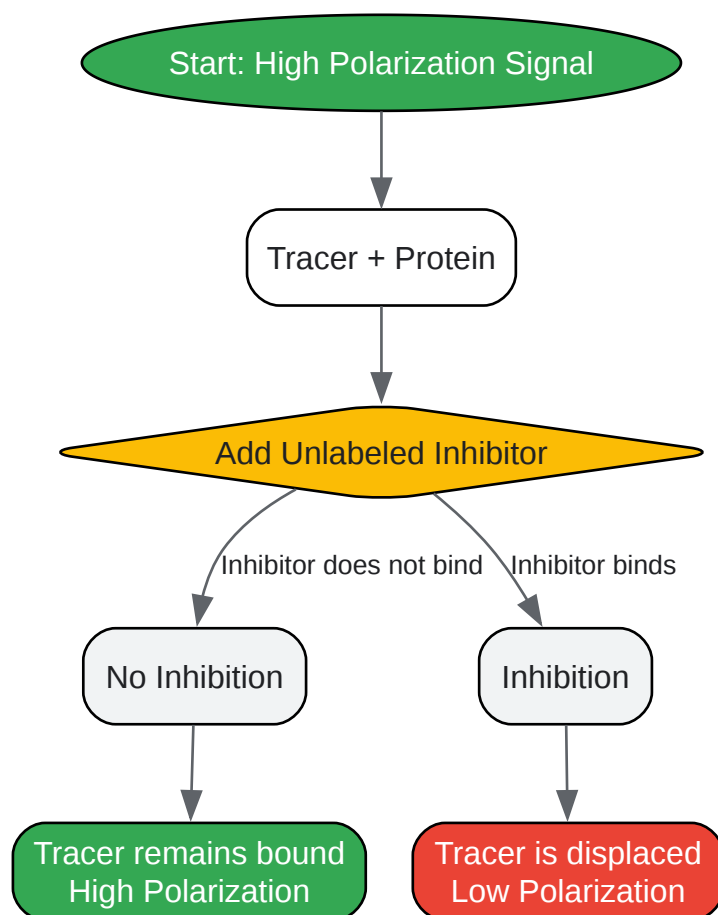 Start: High Polarization Signal
Tracer + Protein
Add Unlabeled Inhibitor
Inhibitor does not bind
Inhibitor binds
No Inhibition
Inhibition
Tracer remains bound
High Polarization
Tracer is displaced
Low Polarization